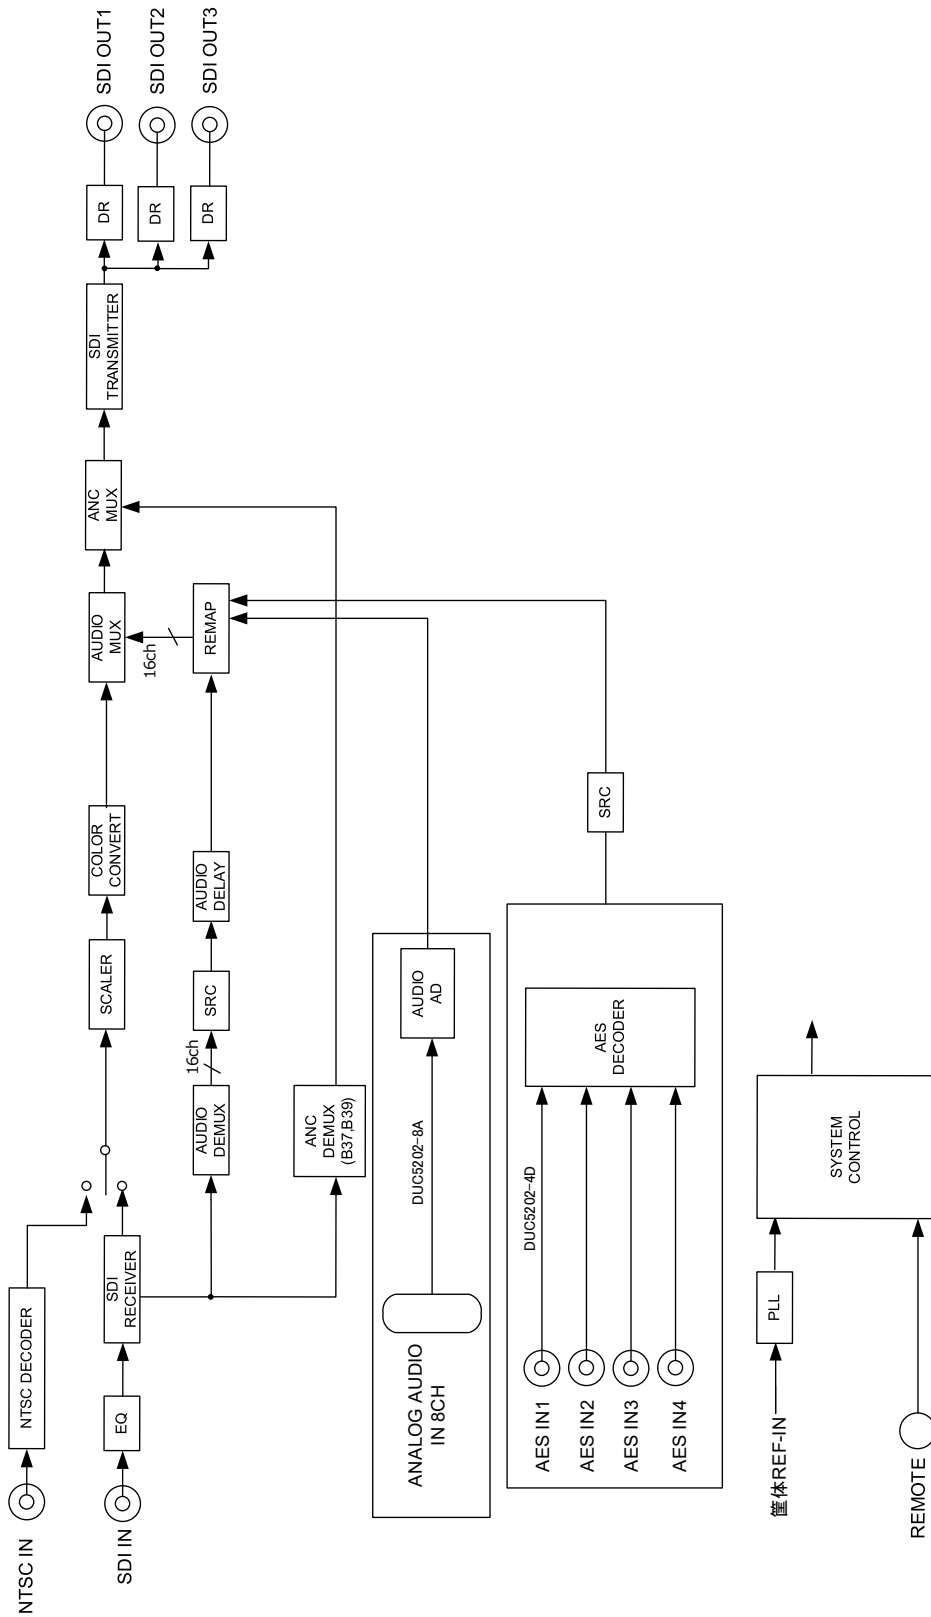 NTSC IN
NTSC DECODER
SDI IN
EQ
SDI
RECEIVER
SCALER
COLOR
CONVERT
AUDIO
MUX
ANC
MUX
SDI
TRANSMITTER
DR
SDI OUT1
DR
SDI OUT2
DR
SDI OUT3
AUDIO
DEMUX
16ch
SRC
AUDIO
DELAY
REMAP
16ch
ANC
DEMUX
(B37,B39)
ANALOG AUDIO
IN 8CH
DUC5202-8A
AUDIO
AD
AES IN1
AES IN2
AES IN3
AES IN4
DUC5202-4D
AES
DECODER
SRC
筐体REF-IN
PLL
REMOTE
SYSTEM
CONTROL